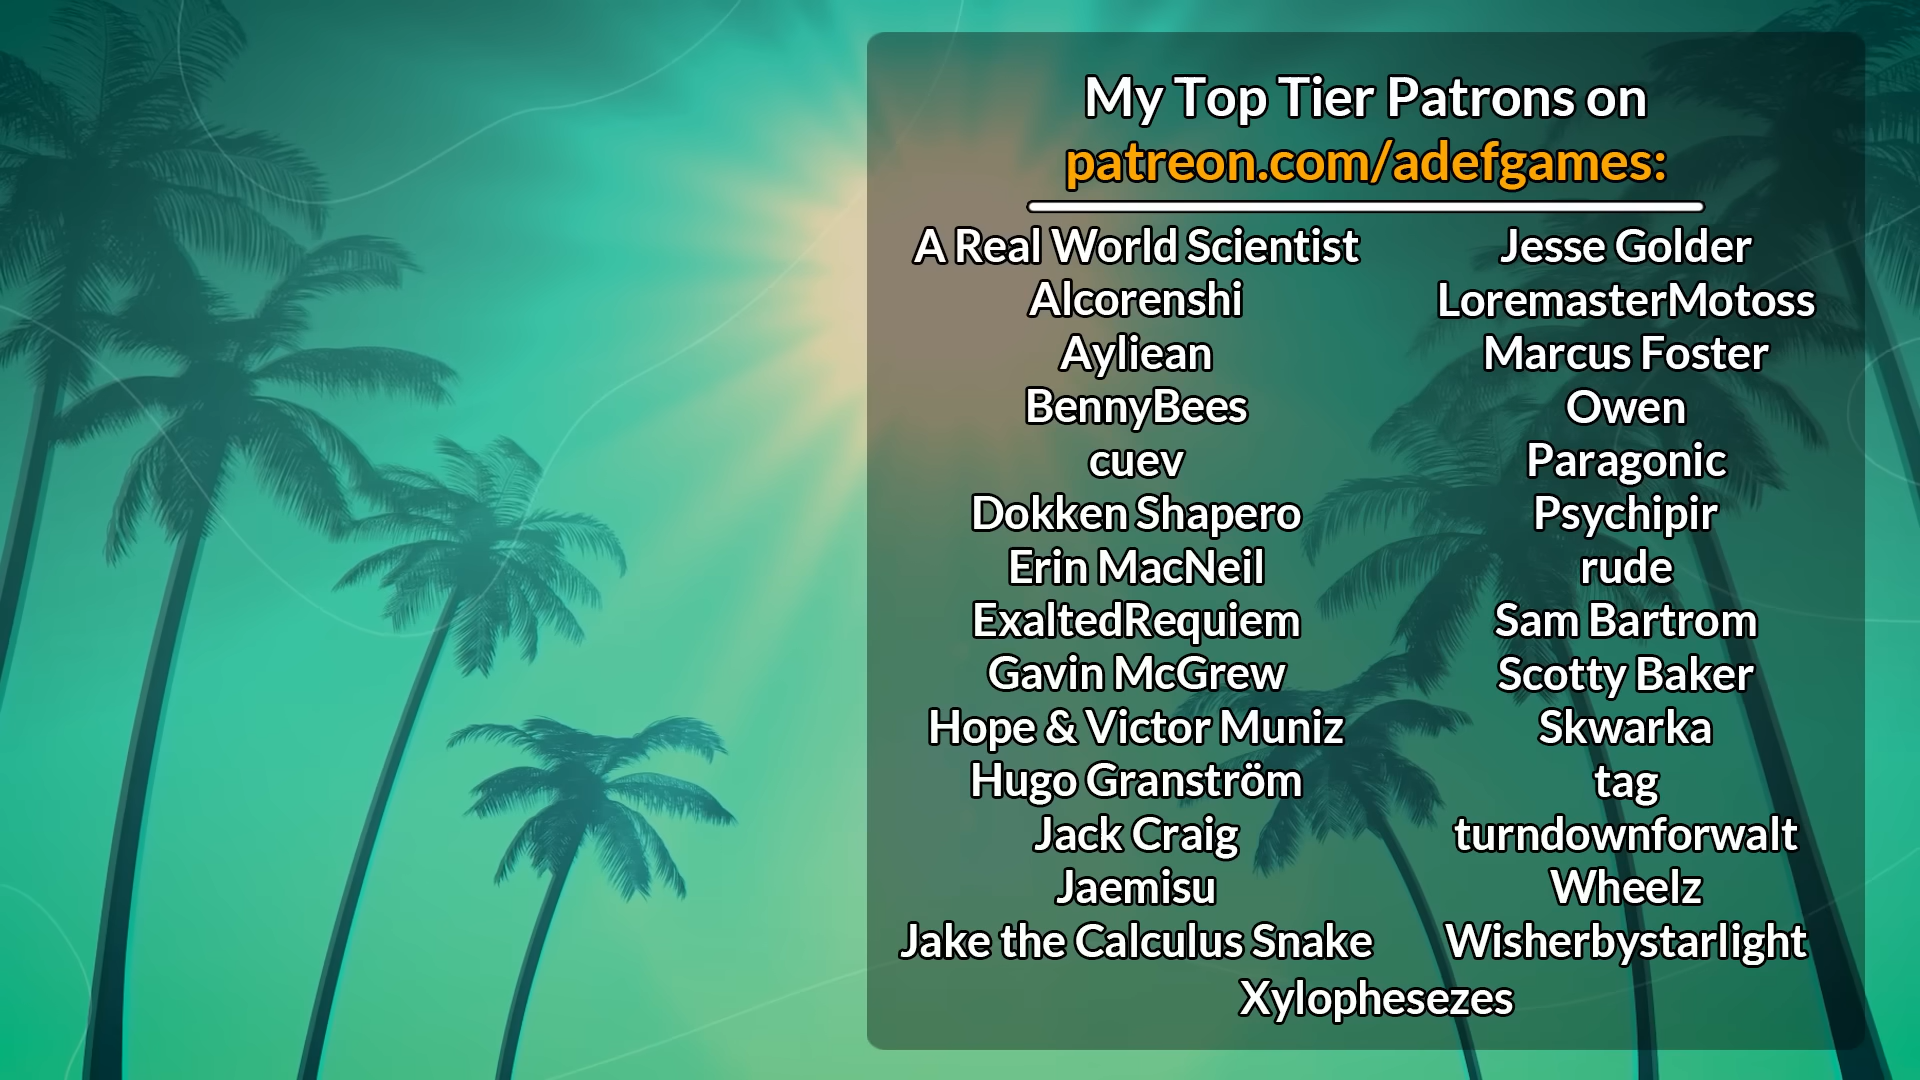 My Top Tier Patrons on
patreon.com/adefgames:
A Real World Scientist
Alcorenshi
Ayliean
BennyBees
cuev
Dokken Shapero
Erin MacNeil
ExaltedRequiem
Gavin McGrew
Hope & Victor Muniz
Hugo Granström
Jack Craig
Jaemisu
Jake the Calculus Snake
Jesse Golder
LoremasterMotoss
Marcus Foster
Owen
Paragonic
Psychipir
rude
Sam Bartrom
Scotty Baker
Skwarka
tag
turndownforwalt
Wheelz
Wisherbystarlight
Xylophesezes